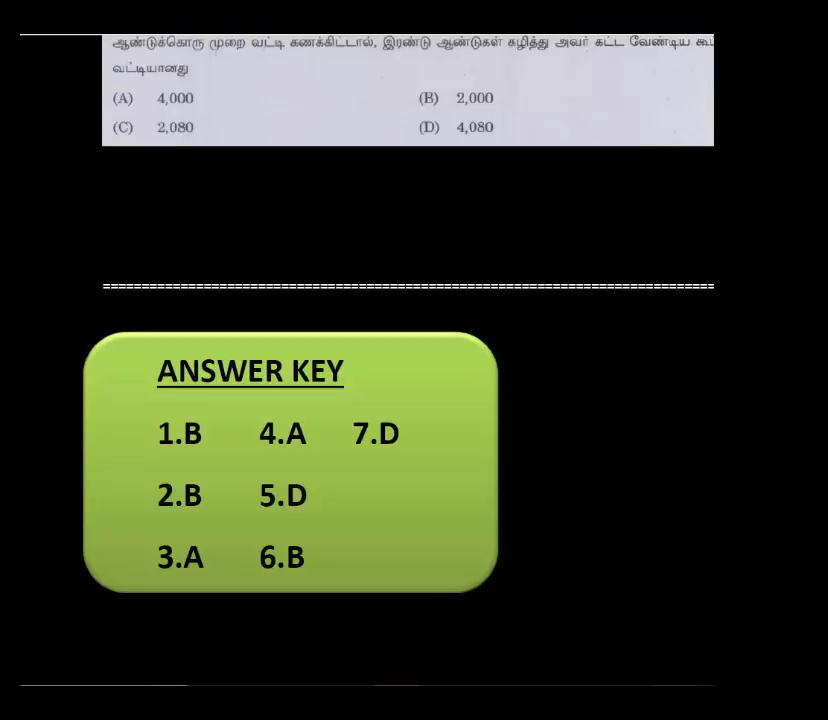 ஆண்டுக்கொரு முறை வட்டி கணக்கிட்டால், இரண்டு ஆண்டுகள் கழித்து அவர் கட்ட வேண்டிய
வட்டியானது
(A) 4,000 (B) 2,000
(C) 2,080 (D) 4,080
ANSWER KEY
1.B 4.A 7.D
2.B 5.D
3.A 6.B